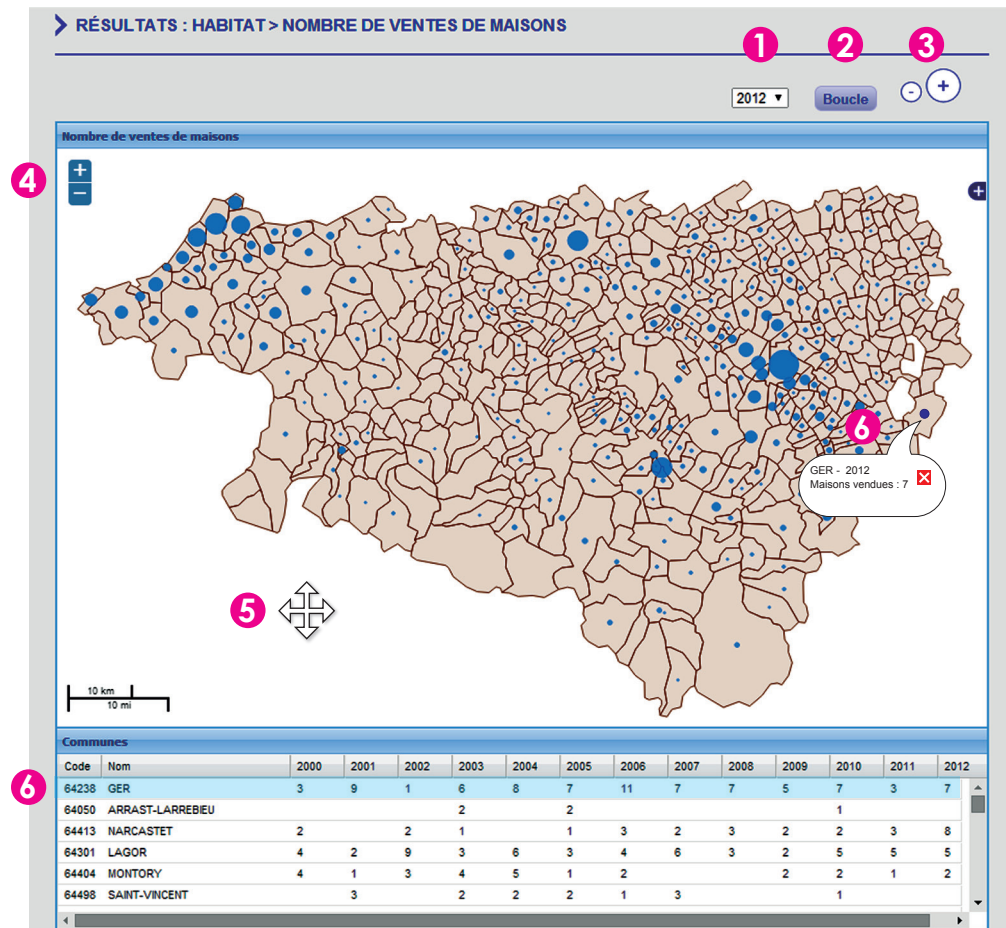 RÉSULTATS : HABITAT > NOMBRE DE VENTES DE MAISONS
1 2 3
2012 ▼ Boucle - +
Nombre de ventes de maisons
4 + − +
6
GER - 2012
Maisons vendues : 7
5
10 km
10 mi
Communes
Code Nom 2000 2001 2002 2003 2004 2005 2006 2007 2008 2009 2010 2011 2012
6 64238 GER 3 9 1 6 8 7 11 7 7 5 7 3 7
64050 ARRAST-LARREBIEU 2 2 1
64413 NARCASTET 2 2 1 1 3 2 3 2 2 3 8
64301 LAGOR 4 2 9 3 6 3 4 6 3 2 5 5 5
64404 MONTORY 4 1 3 4 5 1 2 2 2 1 2
64498 SAINT-VINCENT 3 2 2 2 1 3 1